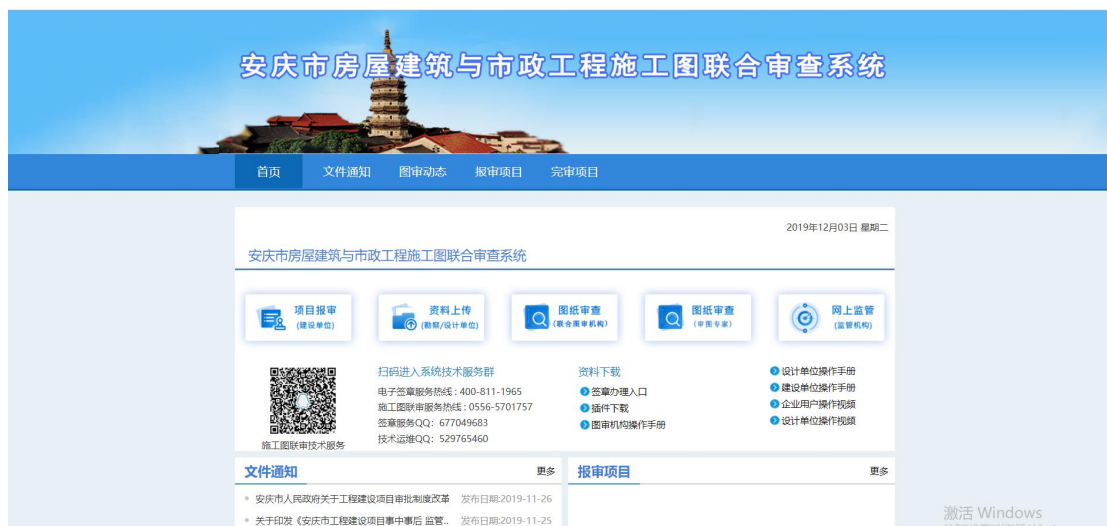 安庆市房屋建筑与市政工程施工图联合审查系统
首页 文件通知 图审动态 报审项目 完审项目
2019年12月03日 星期二
安庆市房屋建筑与市政工程施工图联合审查系统
项目报审
(建设单位)
资料上传
(勘察/设计单位)
图纸审查
(联合图审机构)
图纸审查
(审图专家)
网上监管
(监管机构)
施工图联审技术服务
扫码进入系统技术服务群
电子签章服务热线:400-811-1965
施工图联审服务热线:0556-5701757
签章服务QQ:677049683
技术运维QQ:529765460
资料下载
签章办理入口
插件下载
图审机构操作手册
设计单位操作手册
建设单位操作手册
企业用户操作视频
设计单位操作视频
文件通知 更多
安庆市人民政府关于工程建设项目审批制度改革 发布日期:2019-11-26
关于印发《安庆市工程建设项目事中事后 监管.. 发布日期:2019-11-25
报审项目 更多
激活 Windows